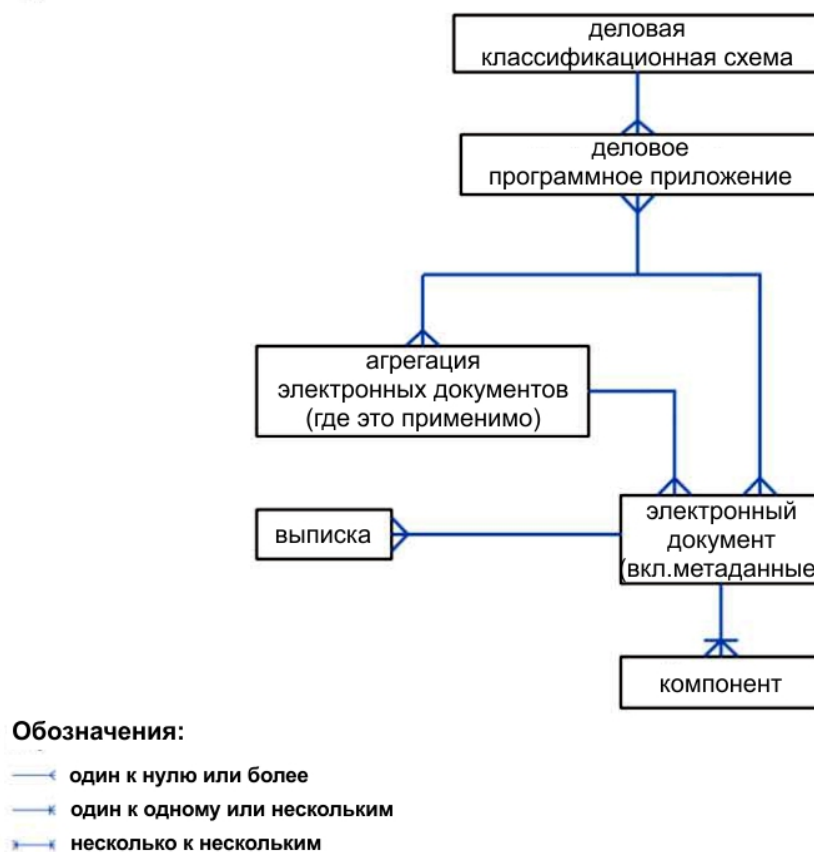 деловая
классификационная схема
деловое
программное приложение
агрегация
электронных документов
(где это применимо)
выписка
электронный
документ
(вкл.метаданные
компонент
Обозначения:
один к нулю или более
один к одному или нескольким
несколько к нескольким